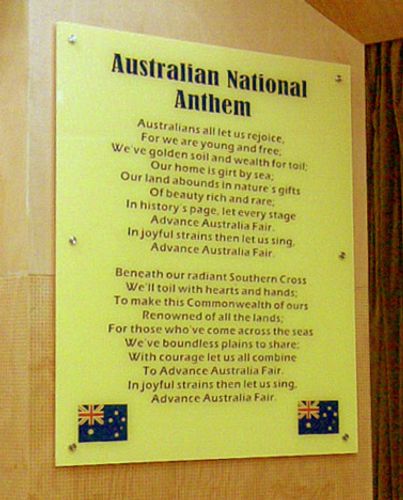 Australian National
Anthem
Australians all let us rejoice,
For we are young and free;
We've golden soil and wealth for toil;
Our home is girt by sea;
Our land abounds in nature's gifts
Of beauty rich and rare;
In history's page, let every stage
Advance Australia Fair.
In joyful strains then let us sing,
Advance Australia Fair.
Beneath our radiant Southern Cross
We'll toil with hearts and hands;
To make this Commonwealth of ours
Renowned of all the lands;
For those who've come across the seas
We've boundless plains to share;
With courage let us all combine
To Advance Australia Fair.
In joyful strains then let us sing,
Advance Australia Fair.